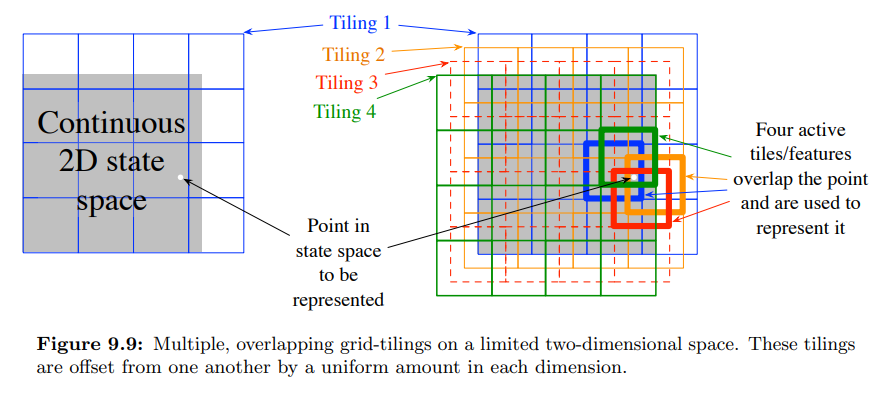 Tiling 1
Tiling 2
Tiling 3
Tiling 4
Continuous
2D state
space
Point in
state space
to be
represented
Four active
tiles/features
overlap the point
and are used to
represent it
Figure 9.9: Multiple, overlapping grid-tilings on a limited two-dimensional space. These tilings
are offset from one another by a uniform amount in each dimension.